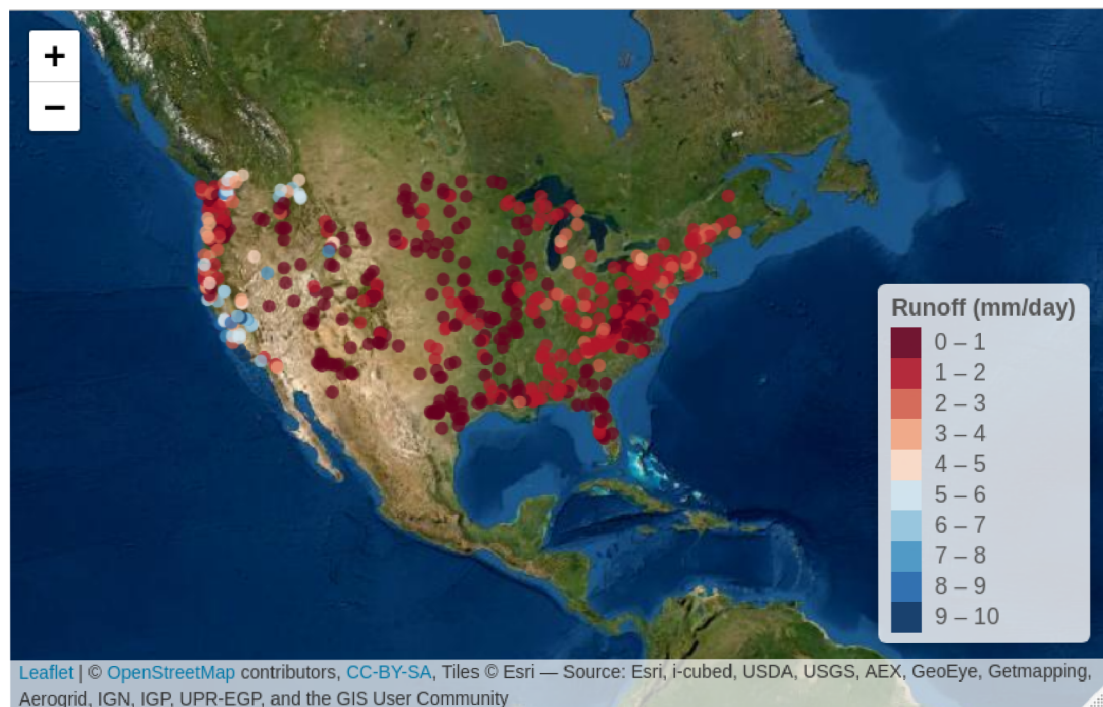 +
−
Runoff (mm/day)
0 – 1
1 – 2
2 – 3
3 – 4
4 – 5
5 – 6
6 – 7
7 – 8
8 – 9
9 – 10
Leaflet | © OpenStreetMap contributors, CC-BY-SA, Tiles © Esri — Source: Esri, i-cubed, USDA, USGS, AEX, GeoEye, Getmapping,
Aerogrid, IGN, IGP, UPR-EGP, and the GIS User Community